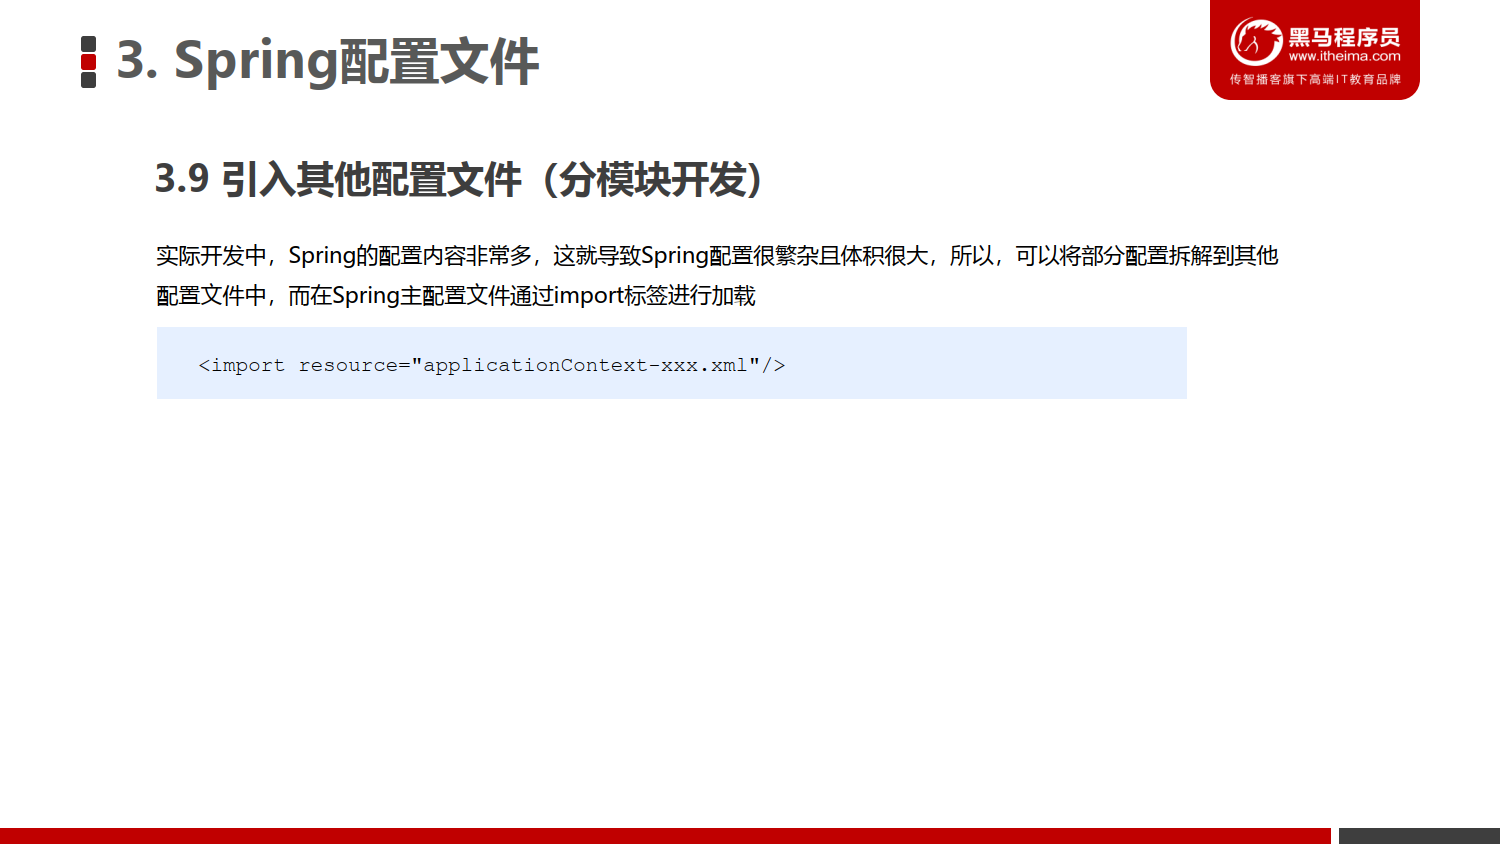 3. Spring配置文件
黑马程序员
www.itheima.com
传智播客旗下高端IT教育品牌
3.9 引入其他配置文件（分模块开发）
实际开发中，Spring的配置内容非常多，这就导致Spring配置很繁杂且体积很大，所以，可以将部分配置拆解到其他
配置文件中，而在Spring主配置文件通过import标签进行加载
<import resource="applicationContext-xxx.xml"/>